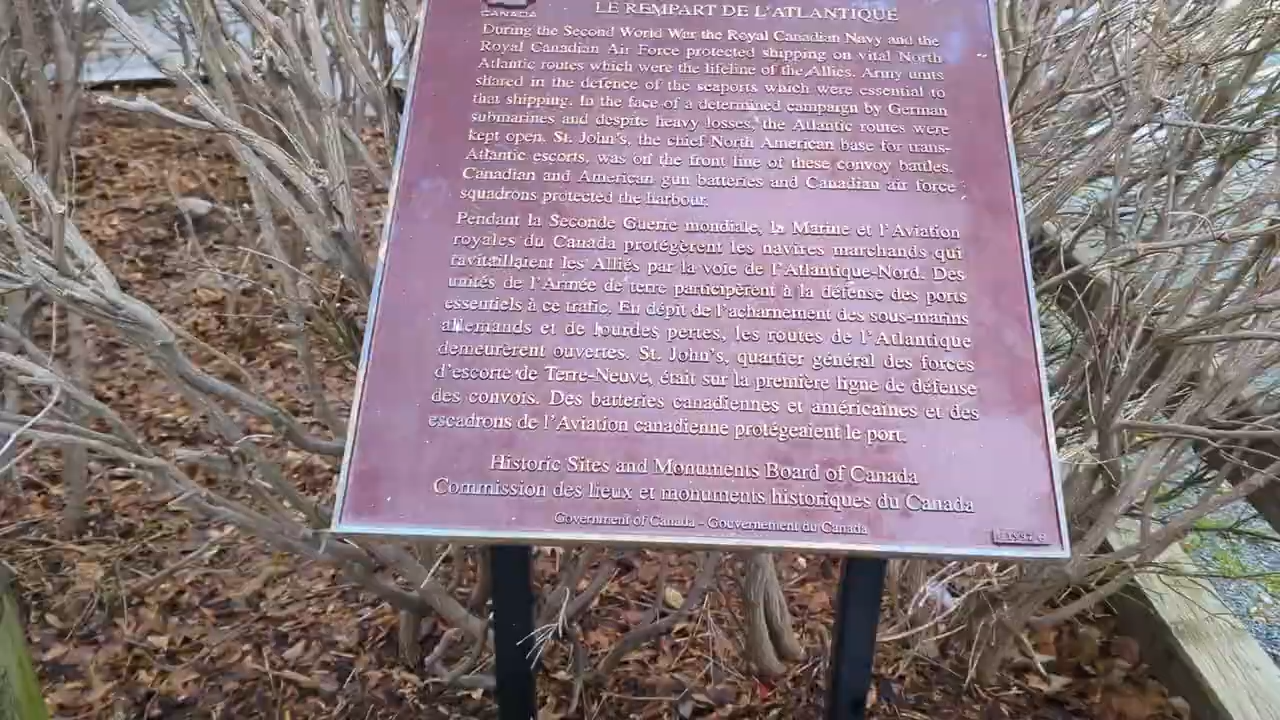 CANADA
LE REMPART DE L'ATLANTIQUE
During the Second World War the Royal Canadian Navy and the
Royal Canadian Air Force protected shipping on vital North
Atlantic routes which were the lifeline of the Allies. Army units
shared in the defence of the seaports which were essential to
that shipping. In the face of a determined campaign by German
submarines and despite heavy losses, the Atlantic routes were
kept open. St. John's, the chief North American base for trans-
Atlantic escorts, was on the front line of these convoy battles.
Canadian and American gun batteries and Canadian air force
squadrons protected the harbour.
Pendant la Seconde Guerre mondiale, la Marine et l'Aviation
royales du Canada protégèrent les navires marchands qui
ravitaillaient les Alliés par la voie de l'Atlantique-Nord. Des
unités de l'Armée de terre participèrent à la défense des ports
essentiels à ce trafic. En dépit de l'acharnement des sous-marins
allemands et de lourdes pertes, les routes de l'Atlantique
demeurèrent ouvertes. St. John's, quartier général des forces
d'escorte de Terre-Neuve, était sur la première ligne de défense
des convois. Des batteries canadiennes et américaines et des
escadrons de l'Aviation canadienne protégeaient le port.
Historic Sites and Monuments Board of Canada
Commission des lieux et monuments historiques du Canada
Government of Canada - Gouvernement du Canada